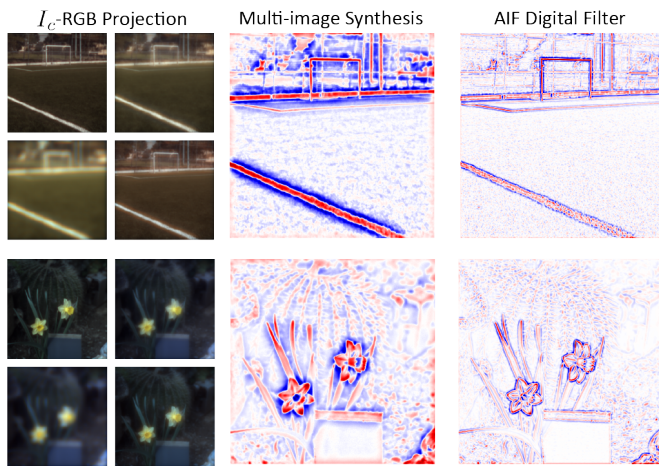 I_c-RGB Projection
Multi-image Synthesis
AIF Digital Filter